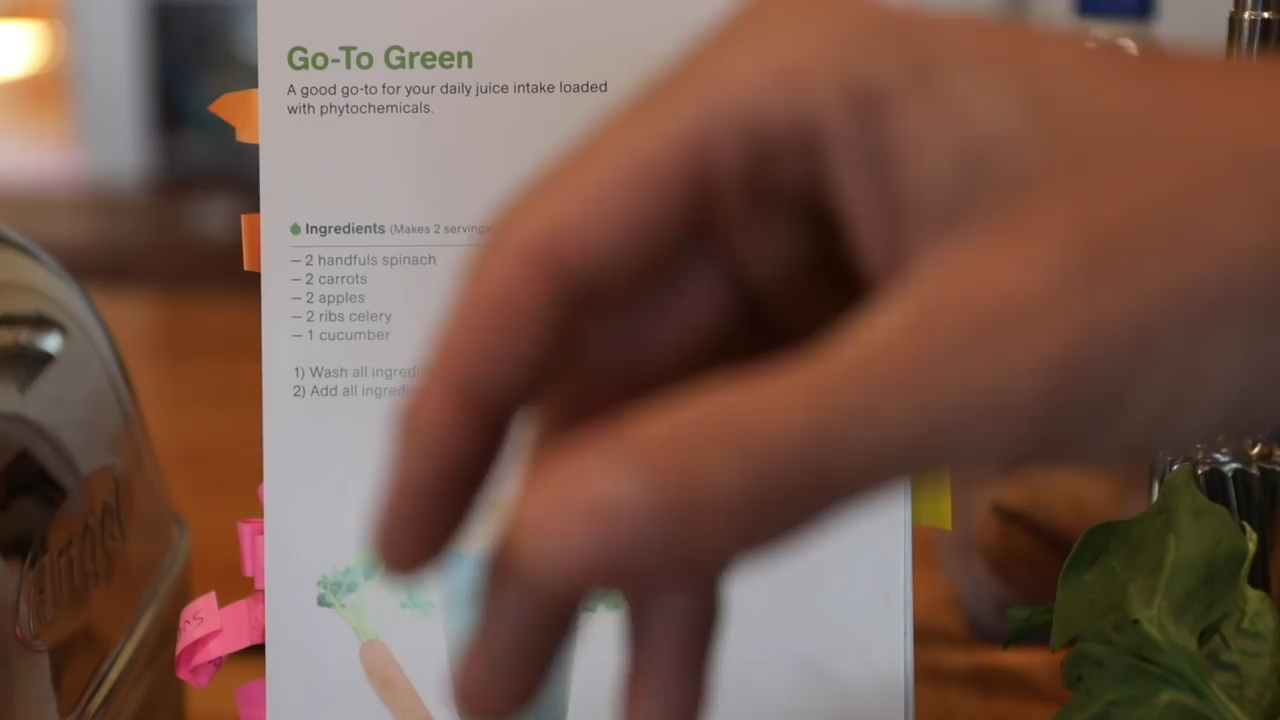 Go-To Green
A good go-to for your daily juice intake loaded
with phytochemicals.
Ingredients (Makes 2 servings
– 2 handfuls spinach
– 2 carrots
– 2 apples
– 2 ribs celery
– 1 cucumber
1) Wash all
2) Add all